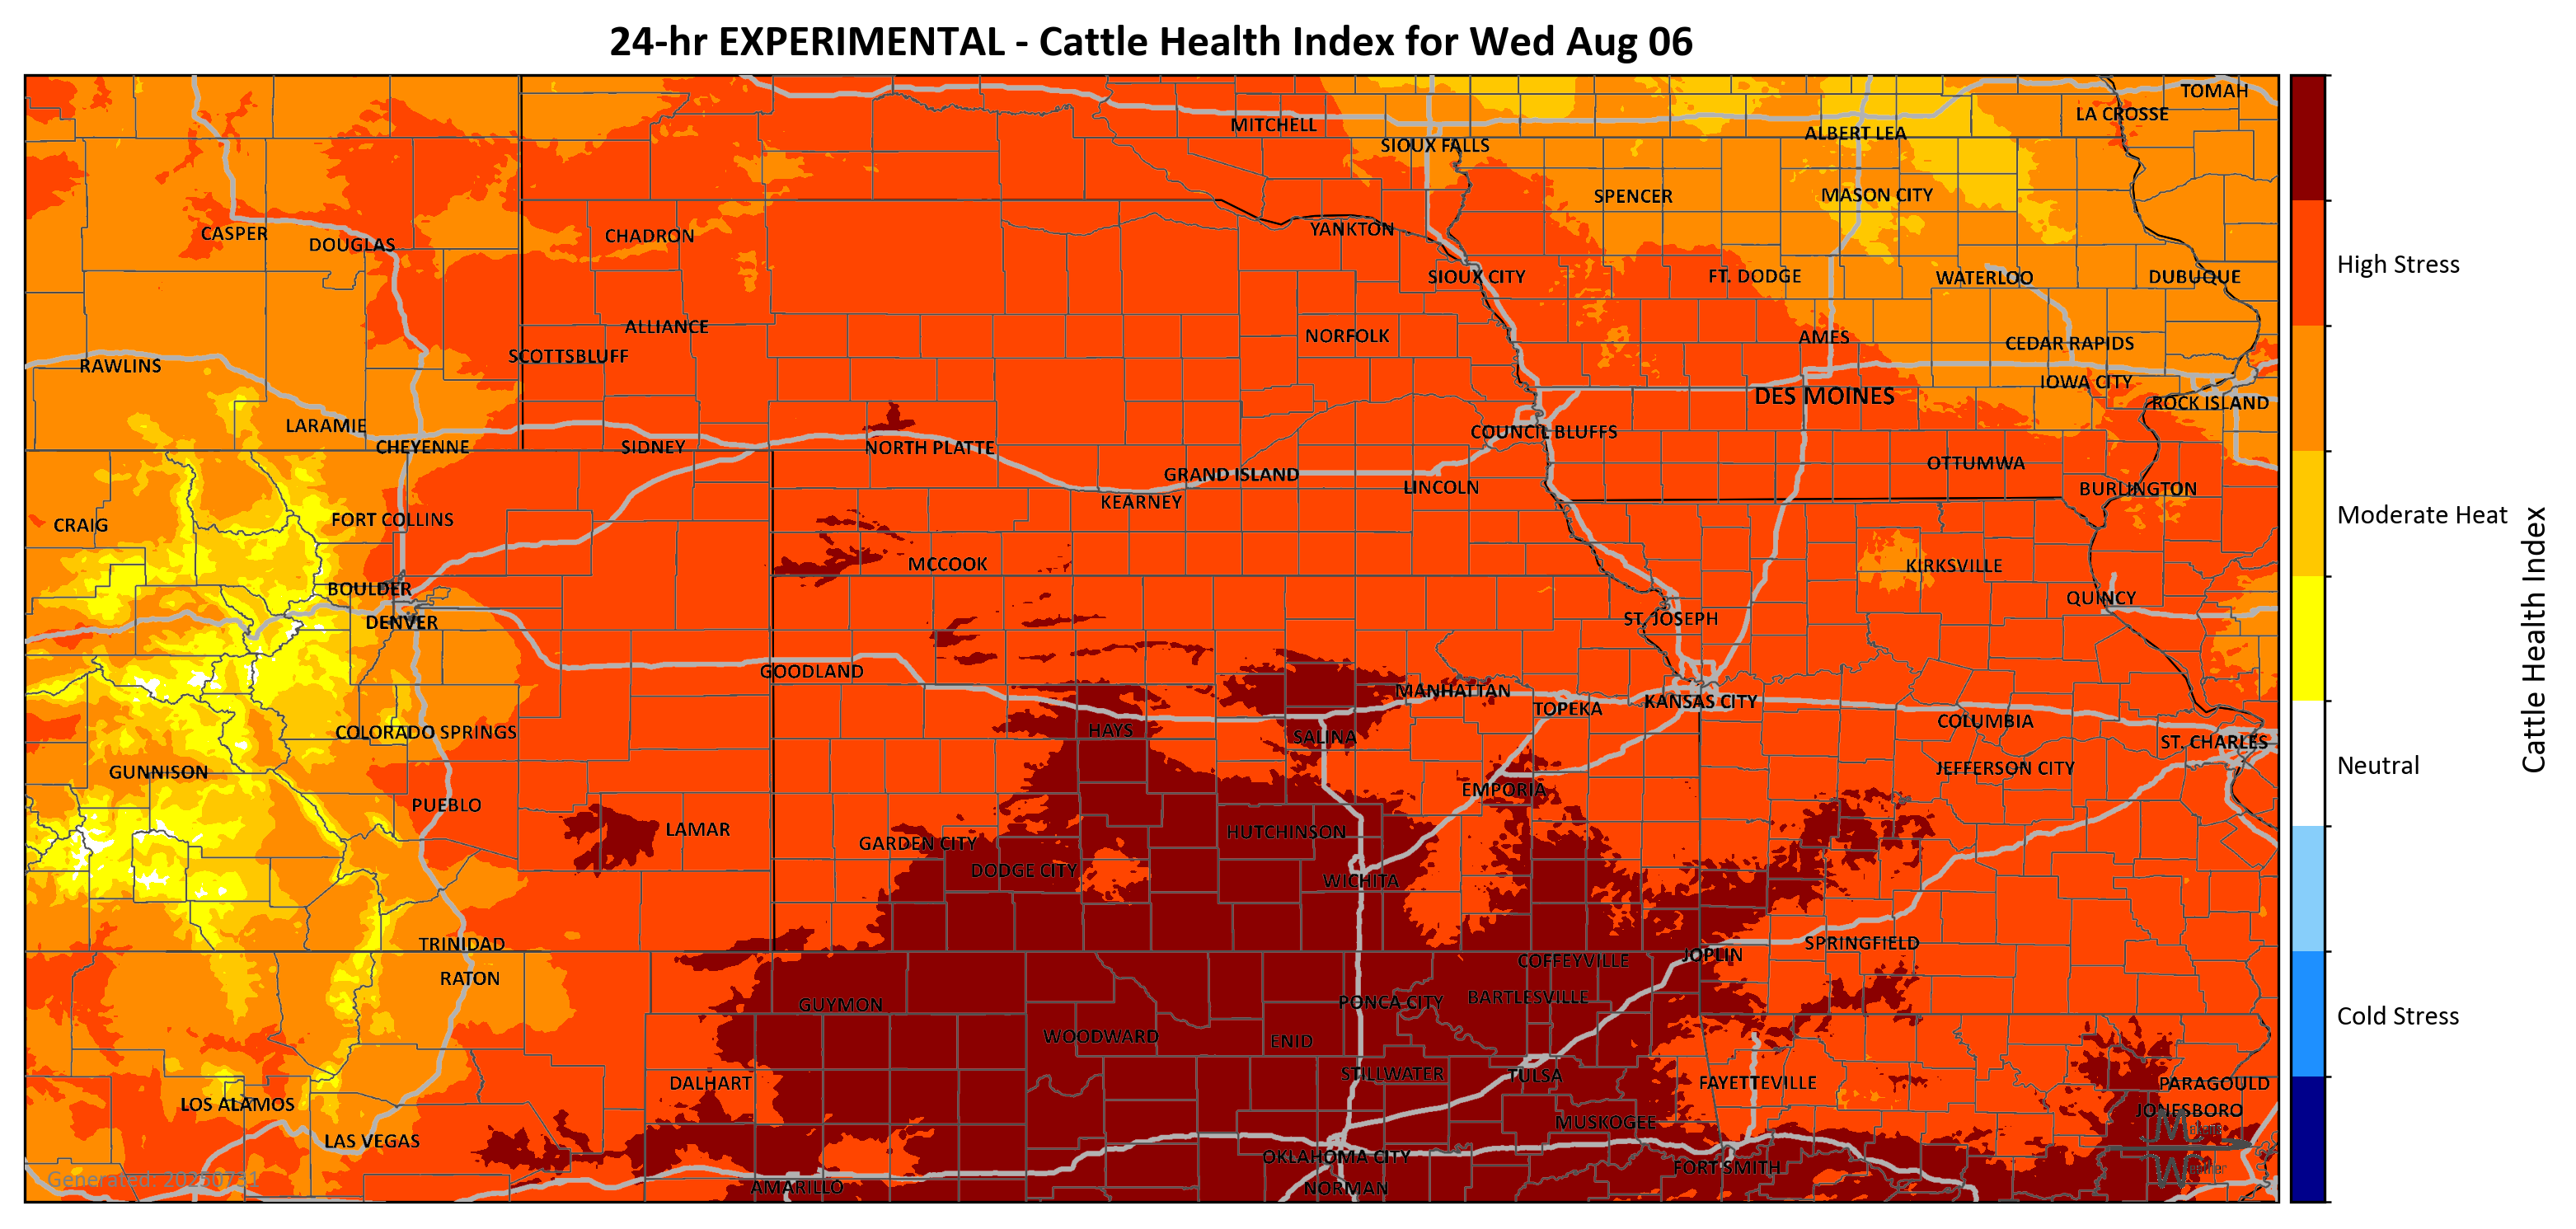 24-hr EXPERIMENTAL - Cattle Health Index for Wed Aug 06
TOMAH
LA CROSSE
MITCHELL
ALBERT LEA
SIOUX FALLS
SPENCER
MASON CITY
CASPER
DOUGLAS
CHADRON
YANKTON
SIOUX CITY
FT. DODGE
WATERLOO
DUBUQUE
High Stress
ALLIANCE
NORFOLK
AMES
CEDAR RAPIDS
SCOTTSBLUFF
RAWLINS
IOWA CITY
DES MOINES
ROCK ISLAND
LARAMIE
CHEYENNE
SIDNEY
NORTH PLATTE
COUNCIL BLUFFS
GRAND ISLAND
OTTUMWA
LINCOLN
BURLINGTON
KEARNEY
CRAIG
FORT COLLINS
Moderate Heat
MCCOOK
KIRKSVILLE
BOULDER
QUINCY
DENVER
ST. JOSEPH
Cattle Health Index
GOODLAND
MANHATTAN
TOPEKA
KANSAS CITY
COLUMBIA
COLORADO SPRINGS
HAYS
SALINA
ST. CHARLES
GUNNISON
JEFFERSON CITY
Neutral
PUEBLO
EMPORIA
LAMAR
GARDEN CITY
HUTCHINSON
DODGE CITY
WICHITA
TRINIDAD
SPRINGFIELD
RATON
COFFEYVILLE
JOPLIN
GUYMON
PONCA CITY
BARTLESVILLE
Cold Stress
WOODWARD
ENID
DALHART
STILLWATER
TULSA
FAYETTEVILLE
PARAGOULD
LOS ALAMOS
JONESBORO
MUSKOGEE
LAS VEGAS
OKLAHOMA CITY
FORT SMITH
Generated: 20250731
AMARILLO
NORMAN